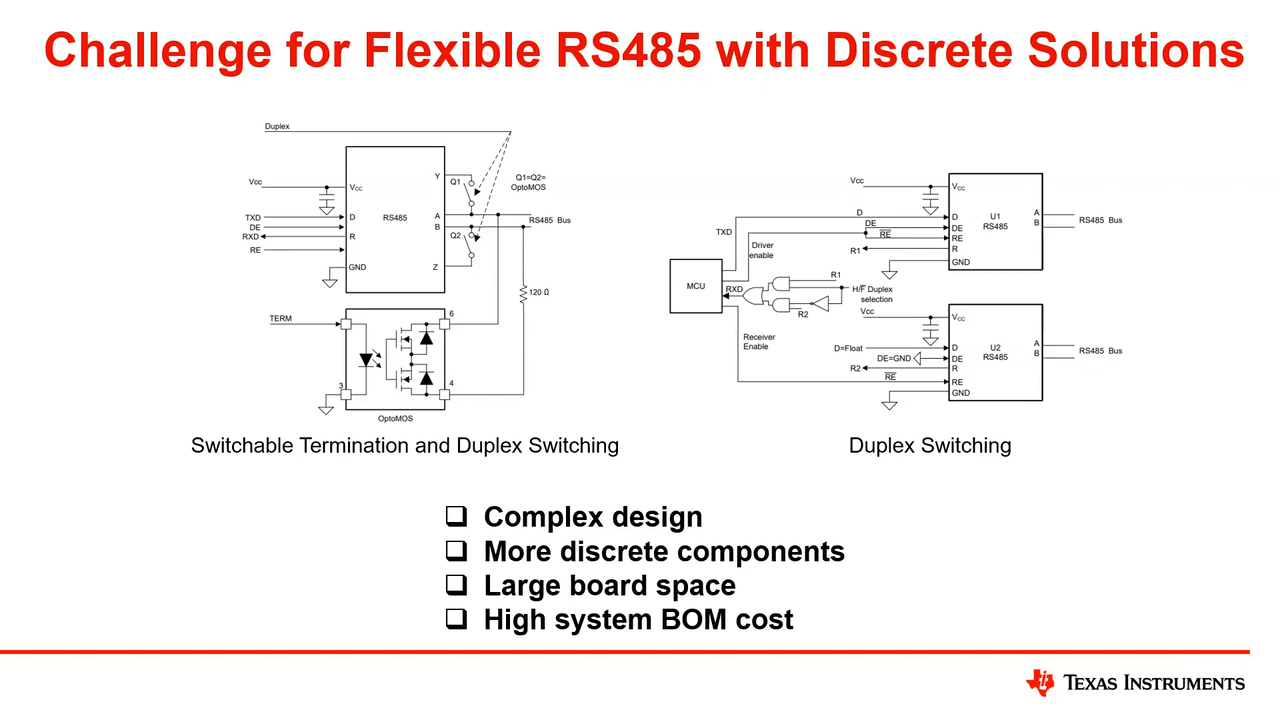 Challenge for Flexible RS485 with Discrete Solutions
Duplex
Vcc
VCC
TXD
D
DE
RXD
R
RE
GND
RS485
Y
A
B
Z
Q1
Q2
Q1=Q2=
OptoMOS
RS485 Bus
120 Ω
TERM
6
3
4
OptoMOS
Switchable Termination and Duplex Switching
Vcc
VCC
D
D
DE
DE
RE
RE
R1
R
GND
U1
RS485
A
B
RS485 Bus
TXD
Driver
enable
MCU
RXD
R1
H/F Duplex
selection
R2
Receiver
Enable
Vcc
VCC
D=Float
D
DE=GND
DE
R2
R
RE
RE
GND
U2
RS485
A
B
RS485 Bus
Duplex Switching
❑ Complex design
❑ More discrete components
❑ Large board space
❑ High system BOM cost
TEXAS INSTRUMENTS